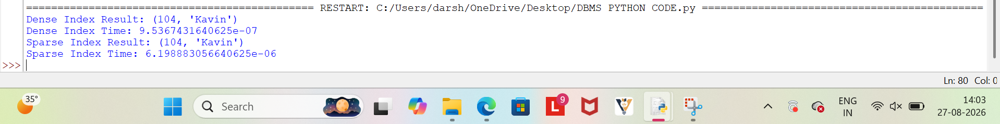 ============================================== RESTART: C:/Users/darsh/OneDrive/Desktop/DBMS PYTHON CODE.py =============================================
Dense Index Result: (104, 'Kavin')
Dense Index Time: 9.5367431640625e-07
Sparse Index Result: (104, 'Kavin')
Sparse Index Time: 6.198883056640625e-06
>>>
Ln: 80 Col: 0
35°
Search
L 9
V
ENG
IN
14:03
27-08-2026